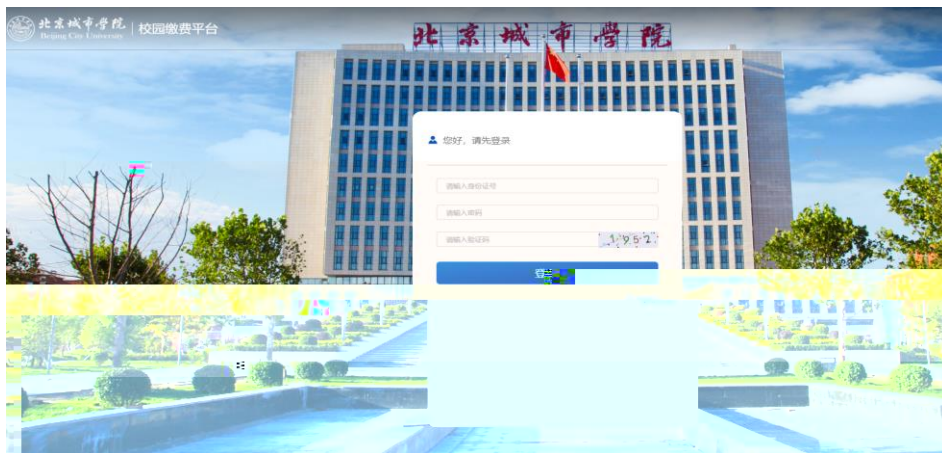 北京城市学院 校园缴费平台
Beijing City University
北京城市学院
您好，请先登录
请输入身份证号
请输入密码
请输入验证码 1952
登